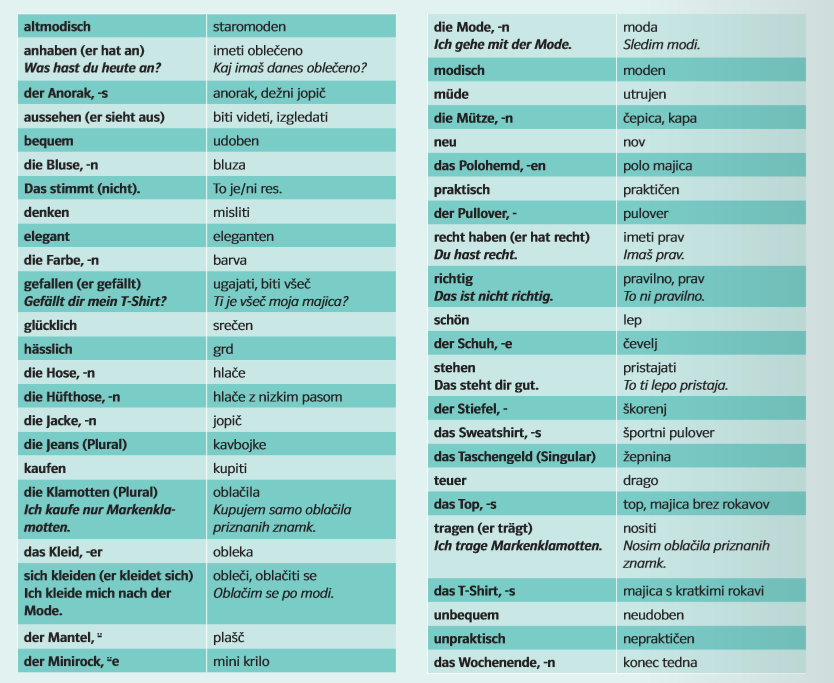 altmodisch staromoden
anhaben (er hat an) imeti oblečeno
Was hast du heute an? Kaj imaš danes oblečeno?
der Anorak, -s anorak, dežni jopič
aussehen (er sieht aus) biti videti, izgledati
bequem udoben
die Bluse, -n bluza
Das stimmt (nicht). To je/ni res.
denken misliti
elegant eleganten
die Farbe, -n barva
gefallen (er gefällt) ugajati, biti všeč
Gefällt dir mein T-Shirt? Ti je všeč moja majica?
glücklich srečen
hässlich grd
die Hose, -n hlače
die Hüfthose, -n hlače z nizkim pasom
die Jacke, -n jopič
die Jeans (Plural) kavbojke
kaufen kupiti
die Klamotten (Plural) oblačila
Ich kaufe nur Markenkla- Kupujem samo oblačila
motten. priznanih znamk.
das Kleid, -er obleka
sich kleiden (er kleidet sich) obleči, oblačiti se
Ich kleide mich nach der Oblačim se po modi.
Mode.
der Mantel, ¨ plašč
der Minirock, ¨e mini krilo
die Mode, -n moda
Ich gehe mit der Mode. Sledim modi.
modisch moden
müde utrujen
die Mütze, -n čepica, kapa
neu nov
das Polohemd, -en polo majica
praktisch praktičen
der Pullover, - pulover
recht haben (er hat recht) imeti prav
Du hast recht. Imaš prav.
richtig pravilno, prav
Das ist nicht richtig. To ni pravilno.
schön lep
der Schuh, -e čevelj
stehen pristajati
Das steht dir gut. To ti lepo pristaja.
der Stiefel, - škorenj
das Sweatshirt, -s športni pulover
das Taschengeld (Singular) žepnina
teuer drago
das Top, -s top, majica brez rokavov
tragen (er trägt) nositi
Ich trage Markenklamotten. Nosim oblačila priznanih
znamk.
das T-Shirt, -s majica s kratkimi rokavi
unbequem neudoben
unpraktisch nepraktičen
das Wochenende, -n konec tedna